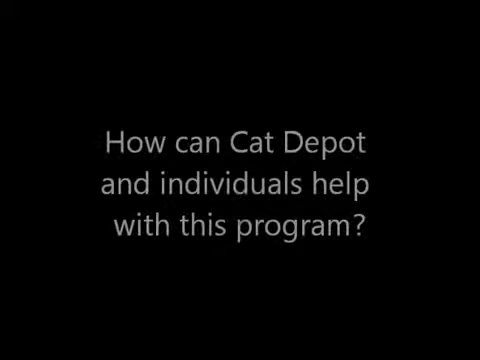 How can Cat Depot
and individuals help
with this program?